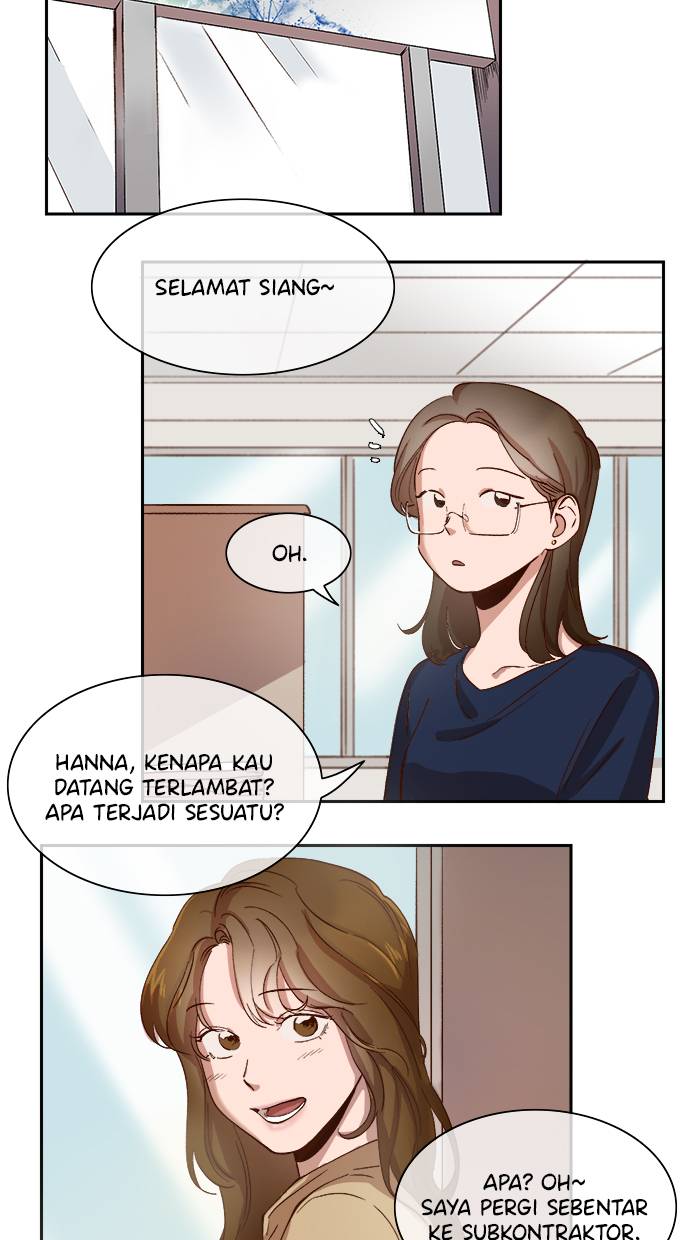 SELAMAT SIANG~
OH.
HANNA, KENAPA KAU
DATANG TERLAMBAT?
APA TERJADI SESUATU?
APA? OH~
SAYA PERGI SEBENTAR
KE SUBKONTRAKTOR.